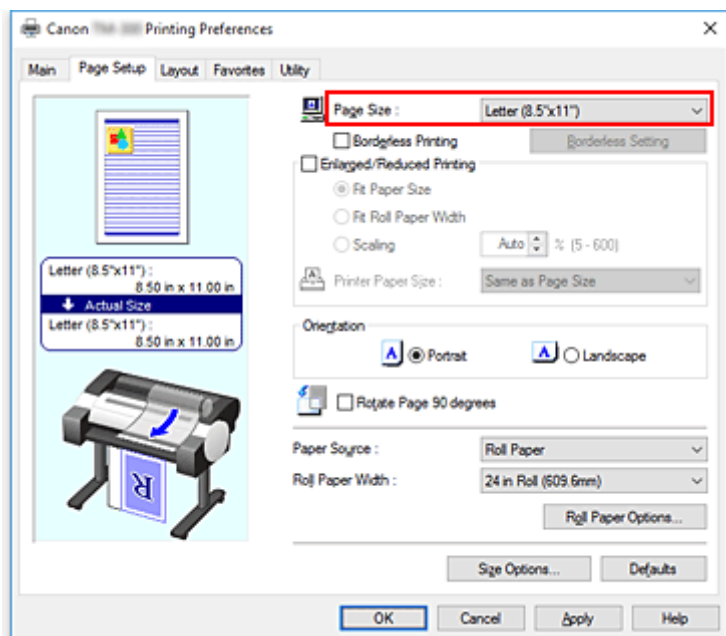 Canon Printing Preferences
Main Page Setup Layout Favorites Utility
Page Size : Letter (8.5"x11")
Borderless Printing Borderless Setting
Enlarged/Reduced Printing
Fit Paper Size
Fit Roll Paper Width
Scaling Auto % (5 - 600)
Printer Paper Size : Same as Page Size
Letter (8.5"x11") :
8.50 in x 11.00 in
Actual Size
Letter (8.5"x11") :
8.50 in x 11.00 in
Orientation
A Portrait A Landscape
Rotate Page 90 degrees
R
Paper Source : Roll Paper
Roll Paper Width : 24 in Roll (609.6mm)
Roll Paper Options...
Size Options... Defaults
OK Cancel Apply Help